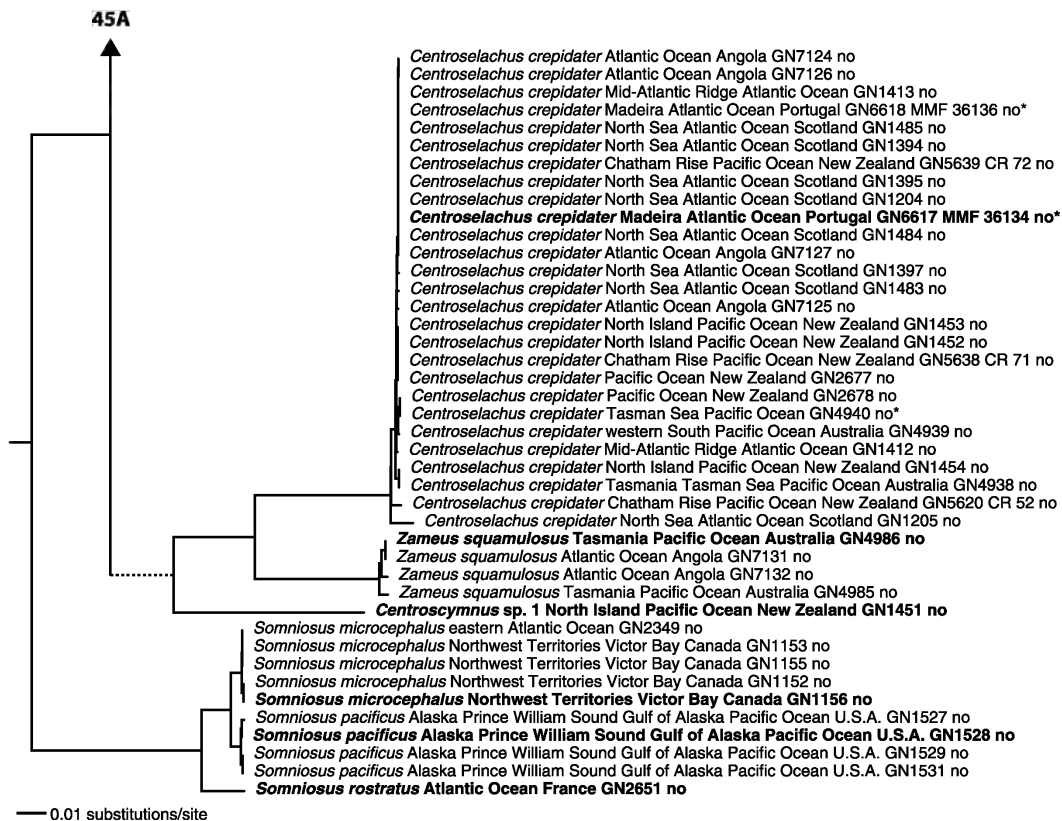 45A
Centroselachus crepidater Atlantic Ocean Angola GN7124 no
Centroselachus crepidater Atlantic Ocean Angola GN7126 no
Centroselachus crepidater Mid-Atlantic Ridge Atlantic Ocean GN1413 no
Centroselachus crepidater Madeira Atlantic Ocean Portugal GN6618 MMF 36136 no*
Centroselachus crepidater North Sea Atlantic Ocean Scotland GN1485 no
Centroselachus crepidater North Sea Atlantic Ocean Scotland GN1394 no
Centroselachus crepidater Chatham Rise Pacific Ocean New Zealand GN5639 CR 72 no
Centroselachus crepidater North Sea Atlantic Ocean Scotland GN1395 no
Centroselachus crepidater North Sea Atlantic Ocean Scotland GN1204 no
Centroselachus crepidater Madeira Atlantic Ocean Portugal GN6617 MMF 36134 no*
Centroselachus crepidater North Sea Atlantic Ocean Scotland GN1484 no
Centroselachus crepidater Atlantic Ocean Angola GN7127 no
Centroselachus crepidater North Sea Atlantic Ocean Scotland GN1397 no
Centroselachus crepidater North Sea Atlantic Ocean Scotland GN1483 no
Centroselachus crepidater Atlantic Ocean Angola GN7125 no
Centroselachus crepidater North Island Pacific Ocean New Zealand GN1453 no
Centroselachus crepidater North Island Pacific Ocean New Zealand GN1452 no
Centroselachus crepidater Chatham Rise Pacific Ocean New Zealand GN5638 CR 71 no
Centroselachus crepidater Pacific Ocean New Zealand GN2677 no
Centroselachus crepidater Pacific Ocean New Zealand GN2678 no
Centroselachus crepidater Tasman Sea Pacific Ocean GN4940 no*
Centroselachus crepidater western South Pacific Ocean Australia GN4939 no
Centroselachus crepidater Mid-Atlantic Ridge Atlantic Ocean GN1412 no
Centroselachus crepidater North Island Pacific Ocean New Zealand GN1454 no
Centroselachus crepidater Tasmania Tasman Sea Pacific Ocean Australia GN4938 no
Centroselachus crepidater Chatham Rise Pacific Ocean New Zealand GN5620 CR 52 no
Centroselachus crepidater North Sea Atlantic Ocean Scotland GN1205 no
Zameus squamulosus Tasmania Pacific Ocean Australia GN4986 no
Zameus squamulosus Atlantic Ocean Angola GN7131 no
Zameus squamulosus Atlantic Ocean Angola GN7132 no
Zameus squamulosus Tasmania Pacific Ocean Australia GN4985 no
Centroscymnus sp. 1 North Island Pacific Ocean New Zealand GN1451 no
Somniosus microcephalus eastern Atlantic Ocean GN2349 no
Somniosus microcephalus Northwest Territories Victor Bay Canada GN1153 no
Somniosus microcephalus Northwest Territories Victor Bay Canada GN1155 no
Somniosus microcephalus Northwest Territories Victor Bay Canada GN1152 no
Somniosus microcephalus Northwest Territories Victor Bay Canada GN1156 no
Somniosus pacificus Alaska Prince William Sound Gulf of Alaska Pacific Ocean U.S.A. GN1527 no
Somniosus pacificus Alaska Prince William Sound Gulf of Alaska Pacific Ocean U.S.A. GN1528 no
Somniosus pacificus Alaska Prince William Sound Gulf of Alaska Pacific Ocean U.S.A. GN1529 no
Somniosus pacificus Alaska Prince William Sound Gulf of Alaska Pacific Ocean U.S.A. GN1531 no
Somniosus rostratus Atlantic Ocean France GN2651 no
0.01 substitutions/site